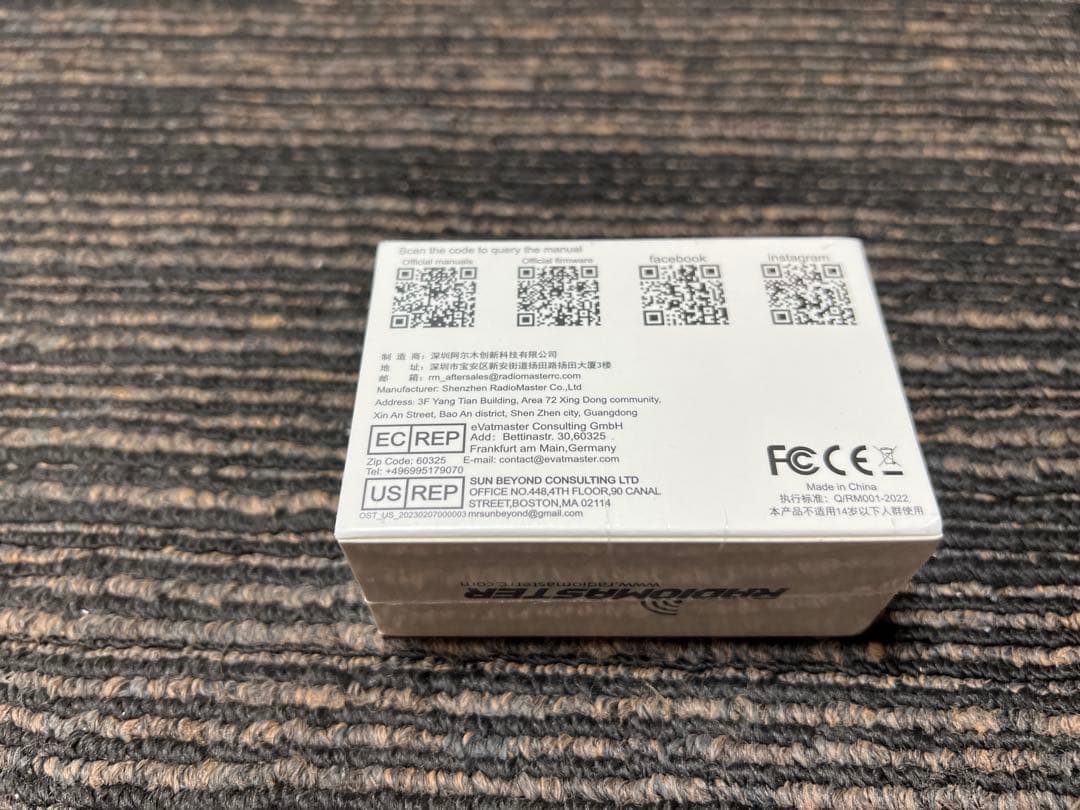 Scan the code to query the manual
Official manuals
Official firmware
facebook
instagram
制 造 商：深圳阿尔木创新科技有限公司
地 址：深圳市宝安区新安街道扬田路扬田大厦3楼
邮 箱：rm_aftersales@radiomasterrc.com
Manufacturer: Shenzhen RadioMaster Co.,Ltd
Address: 3F Yang Tian Building, Area 72 Xing Dong community,
Xin An Street, Bao An district, Shen Zhen city, Guangdong
EC REP
eVatmaster Consulting GmbH
Add: Bettinastr. 30,60325
Frankfurt am Main,Germany
Zip Code: 60325 E-mail: contact@evatmaster.com
Tel: +496995179070
US REP
SUN BEYOND CONSULTING LTD
OFFICE NO.448,4TH FLOOR,90 CANAL
STREET,BOSTON,MA 02114
OST_US_20230207000003 mrsunbeyond@gmail.com
FC CE
Made in China
执行标准：Q/RM001-2022
本产品不适用14岁以下人群使用
www.radiomasterrc.com
RADIOMASTER